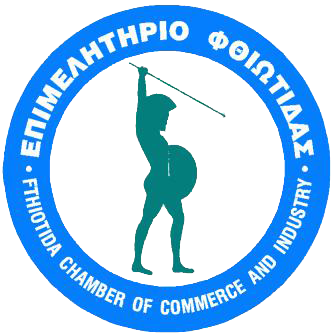 ΕΠΙΜΕΛΗΤΗΡΙΟ ΦΘΙΩΤΙΔΑΣ
FTHIOTIDA CHAMBER OF COMMERCE AND INDUSTRY